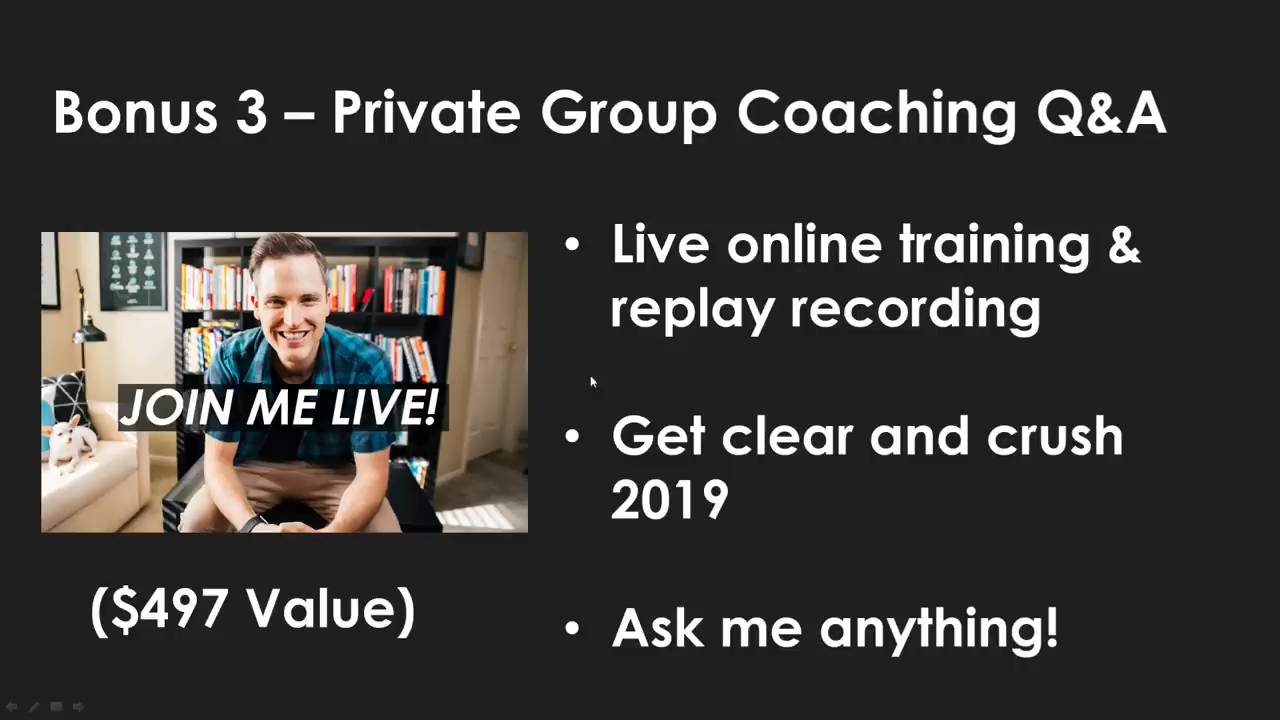 Bonus 3 – Private Group Coaching Q&A
JOIN ME LIVE!
($497 Value)
• Live online training &
replay recording
• Get clear and crush
2019
• Ask me anything!